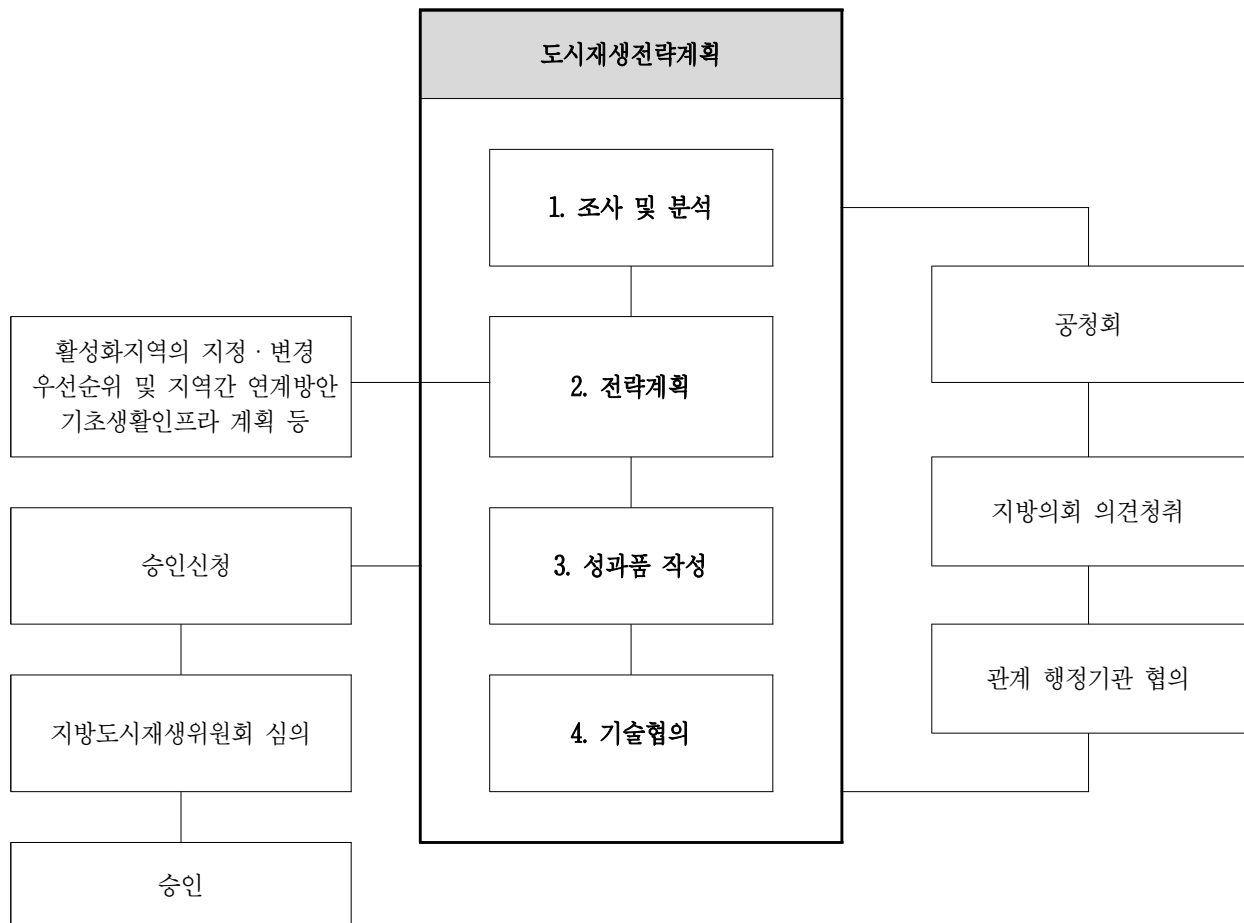 도시재생전략계획
1. 조사 및 분석
공청회
활성화지역의 지정 · 변경
우선순위 및 지역간 연계방안
기초생활인프라 계획 등
2. 전략계획
지방의회 의견청취
승인신청
3. 성과품 작성
관계 행정기관 협의
지방도시재생위원회 심의
4. 기술협의
승인